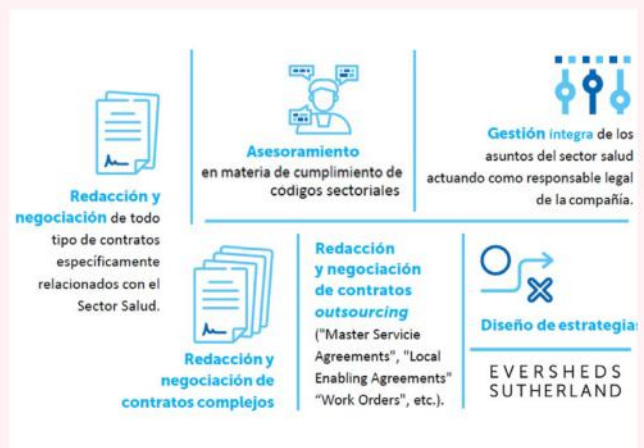 Redacción y
negociación de todo
tipo de contratos
específicamente
relacionados con el
Sector Salud.
Asesoramiento
en materia de cumplimiento de
códigos sectoriales
Gestión íntegra de los
asuntos del sector salud
actuando como responsable legal
de la compañía.
Redacción y
negociación de
contratos complejos
Redacción
y negociación
de contratos
outsourcing
("Master Servicie
Agreements", "Local
Enabling Agreements"
"Work Orders", etc.).
Diseño de estrategias
EVERSHEDS
SUTHERLAND